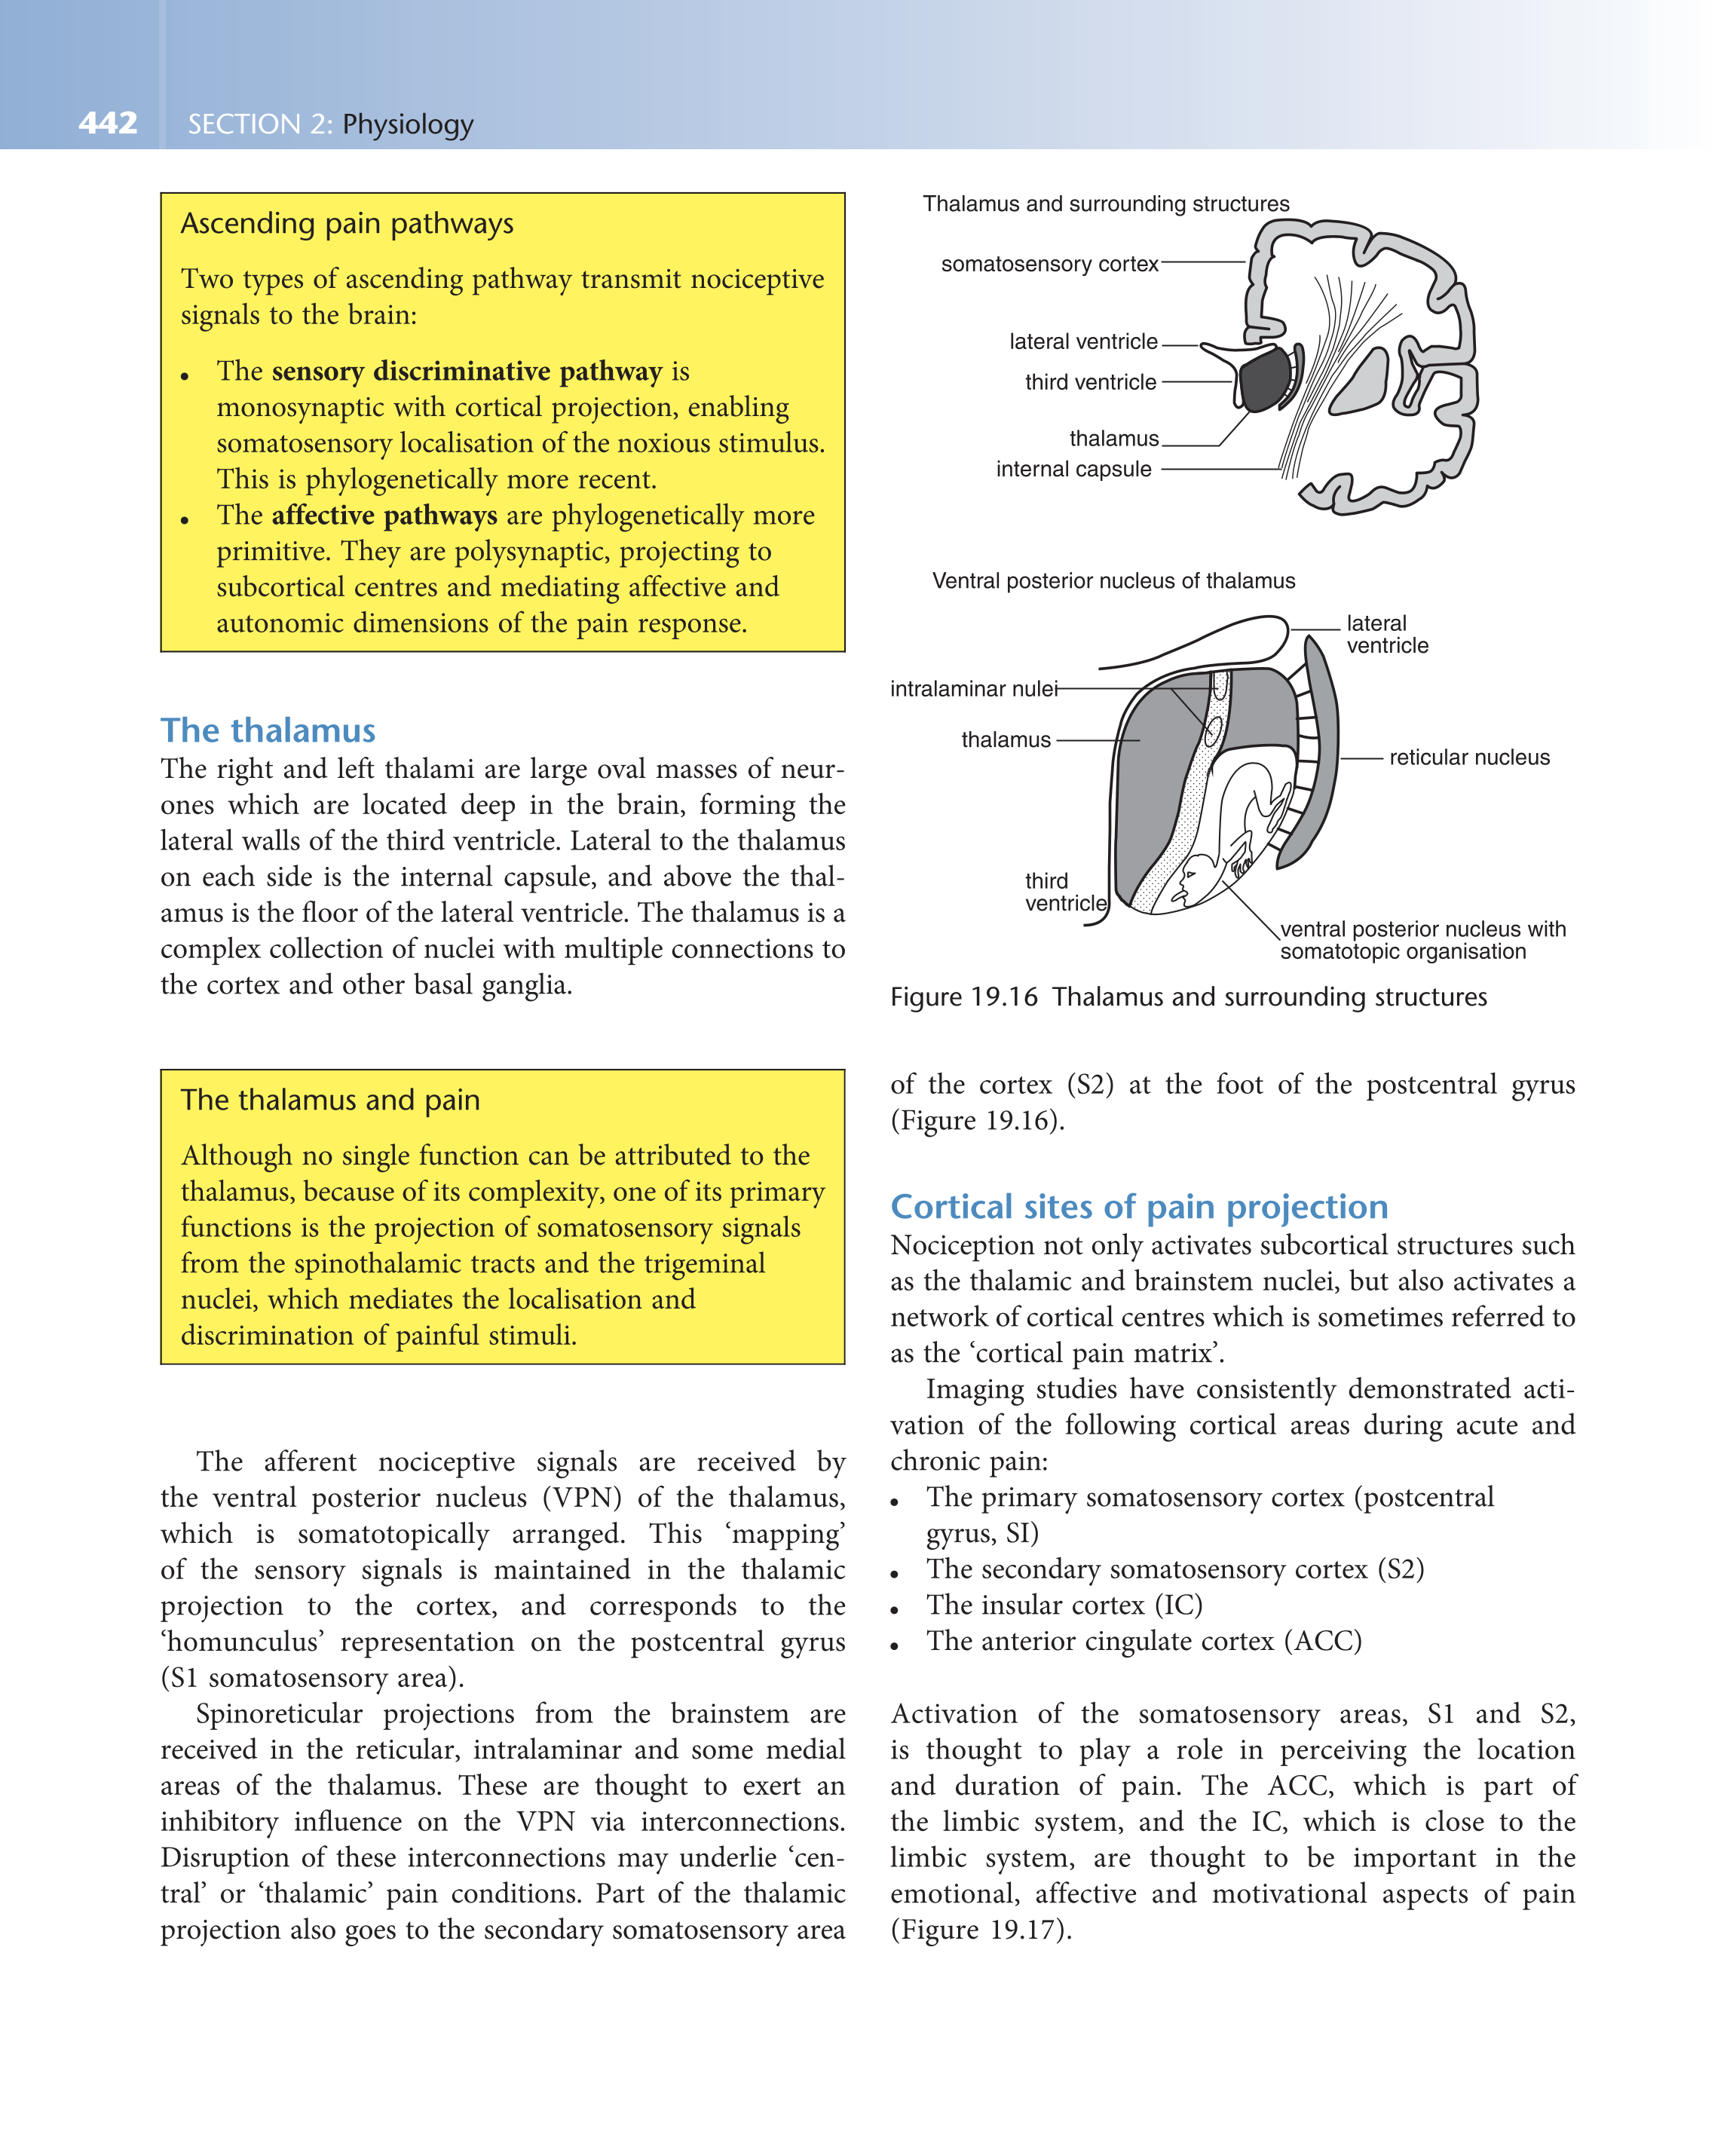 442 SECTION 2: Physiology
Ascending pain pathways
Two types of ascending pathway transmit nociceptive
signals to the brain:
• The sensory discriminative pathway is
monosynaptic with cortical projection, enabling
somatosensory localisation of the noxious stimulus.
This is phylogenetically more recent.
• The affective pathways are phylogenetically more
primitive. They are polysynaptic, projecting to
subcortical centres and mediating affective and
autonomic dimensions of the pain response.
The thalamus
The right and left thalami are large oval masses of neur-
ones which are located deep in the brain, forming the
lateral walls of the third ventricle. Lateral to the thalamus
on each side is the internal capsule, and above the thal-
amus is the floor of the lateral ventricle. The thalamus is a
complex collection of nuclei with multiple connections to
the cortex and other basal ganglia.
The thalamus and pain
Although no single function can be attributed to the
thalamus, because of its complexity, one of its primary
functions is the projection of somatosensory signals
from the spinothalamic tracts and the trigeminal
nuclei, which mediates the localisation and
discrimination of painful stimuli.
The afferent nociceptive signals are received by
the ventral posterior nucleus (VPN) of the thalamus,
which is somatotopically arranged. This ‘mapping’
of the sensory signals is maintained in the thalamic
projection to the cortex, and corresponds to the
‘homunculus’ representation on the postcentral gyrus
(S1 somatosensory area).
Spinoreticular projections from the brainstem are
received in the reticular, intralaminar and some medial
areas of the thalamus. These are thought to exert an
inhibitory influence on the VPN via interconnections.
Disruption of these interconnections may underlie ‘cen-
tral’ or ‘thalamic’ pain conditions. Part of the thalamic
projection also goes to the secondary somatosensory area
Thalamus and surrounding structures
somatosensory cortex
lateral ventricle
third ventricle
thalamus
internal capsule
Ventral posterior nucleus of thalamus
lateral
ventricle
intralaminar nulei
thalamus
reticular nucleus
third
ventricle
ventral posterior nucleus with
somatotopic organisation
Figure 19.16 Thalamus and surrounding structures
of the cortex (S2) at the foot of the postcentral gyrus
(Figure 19.16).
Cortical sites of pain projection
Nociception not only activates subcortical structures such
as the thalamic and brainstem nuclei, but also activates a
network of cortical centres which is sometimes referred to
as the ‘cortical pain matrix’.
Imaging studies have consistently demonstrated acti-
vation of the following cortical areas during acute and
chronic pain:
• The primary somatosensory cortex (postcentral
gyrus, SI)
• The secondary somatosensory cortex (S2)
• The insular cortex (IC)
• The anterior cingulate cortex (ACC)
Activation of the somatosensory areas, S1 and S2,
is thought to play a role in perceiving the location
and duration of pain. The ACC, which is part of
the limbic system, and the IC, which is close to the
limbic system, are thought to be important in the
emotional, affective and motivational aspects of pain
(Figure 19.17).